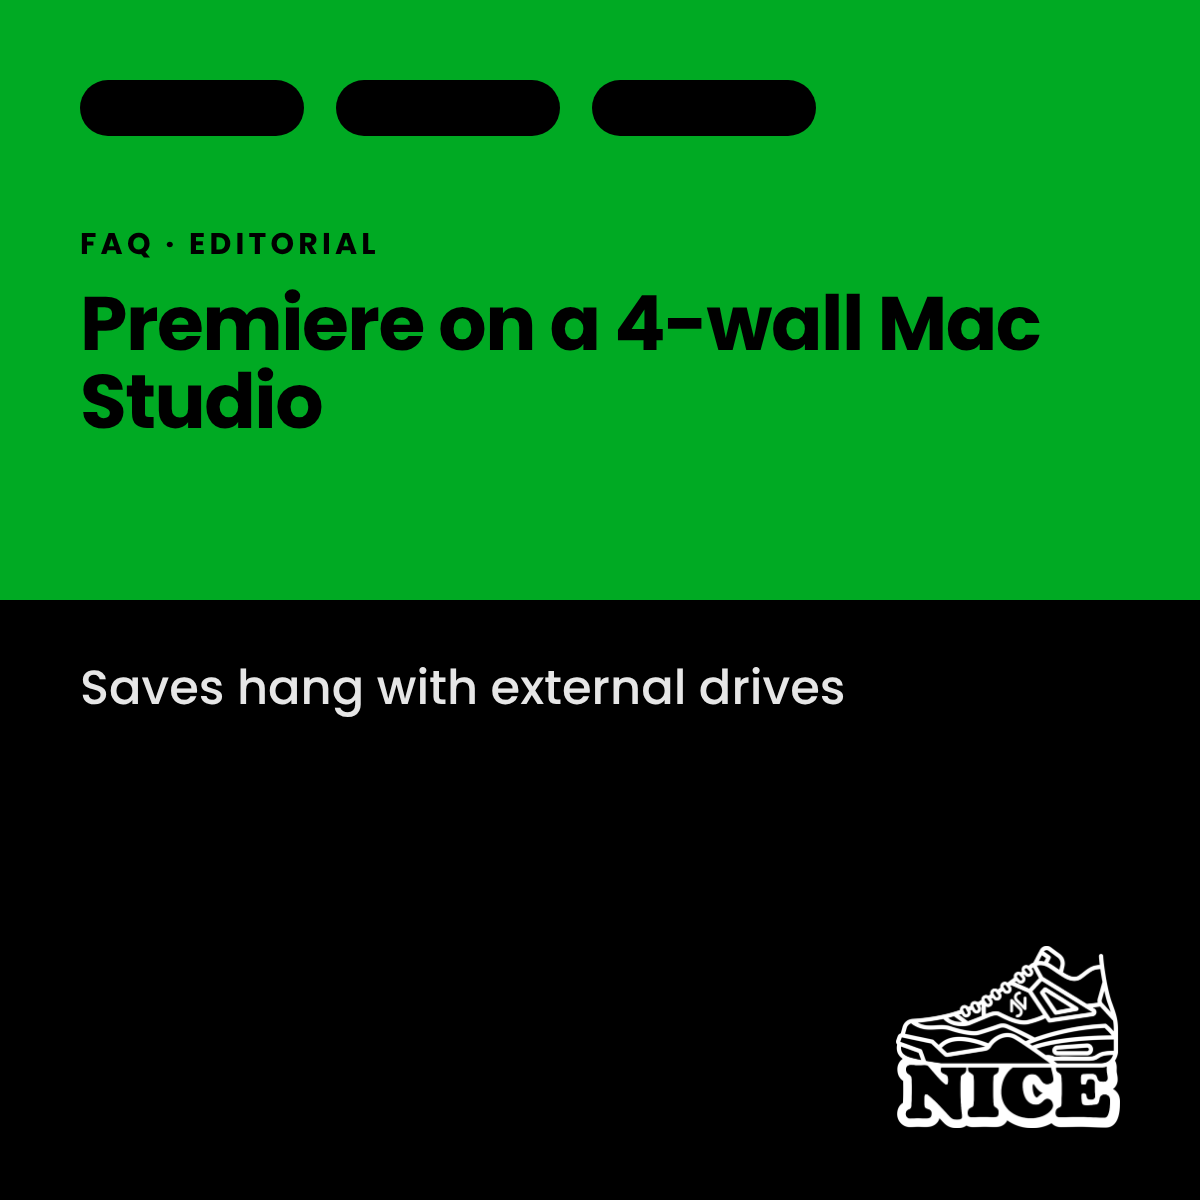 FAQ · EDITORIAL
Premiere on a 4-wall Mac
Studio
Saves hang with external drives
NICE